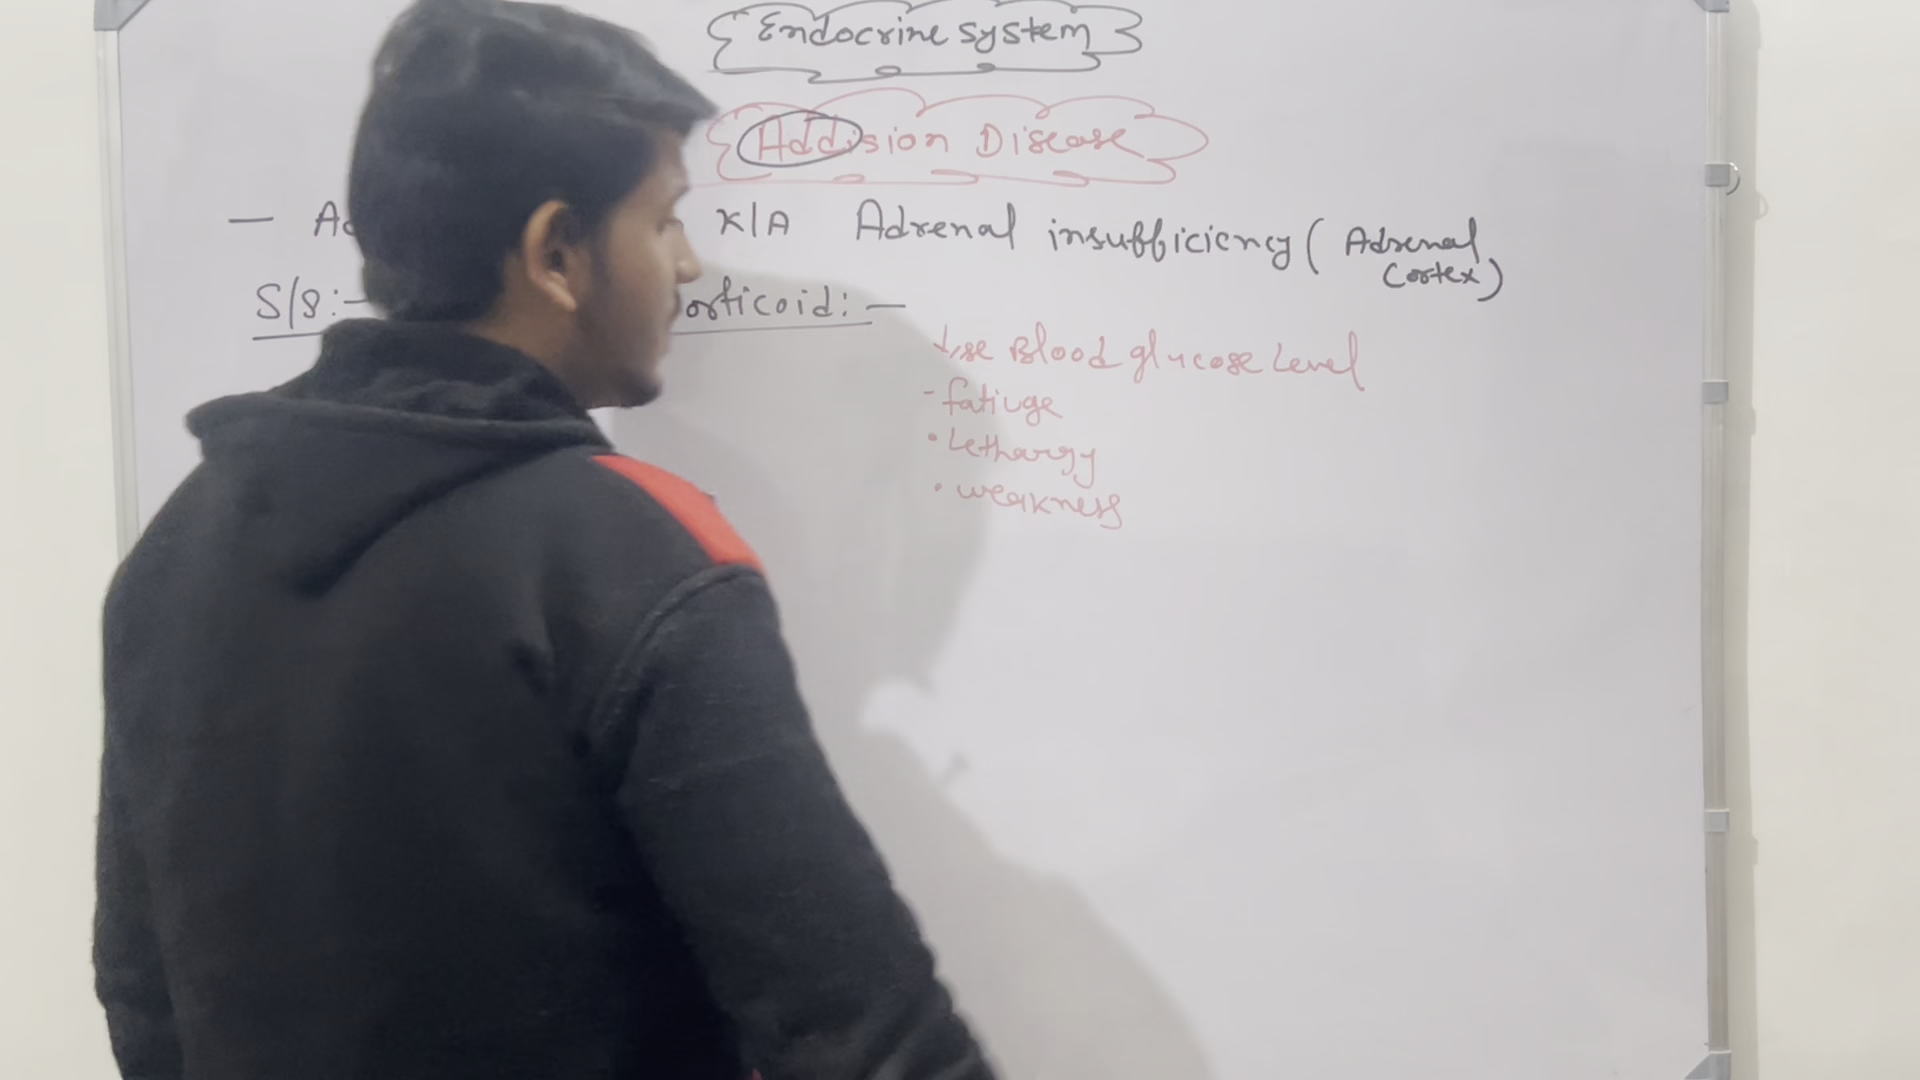 Endocrine system
Addision Disease
— K/A Adrenal insufficiency ( Adrenal
Cortex)
S/S:- orticoid: —
↓se Blood glucose Level
- fatiuge
• Lethargy
• weakness